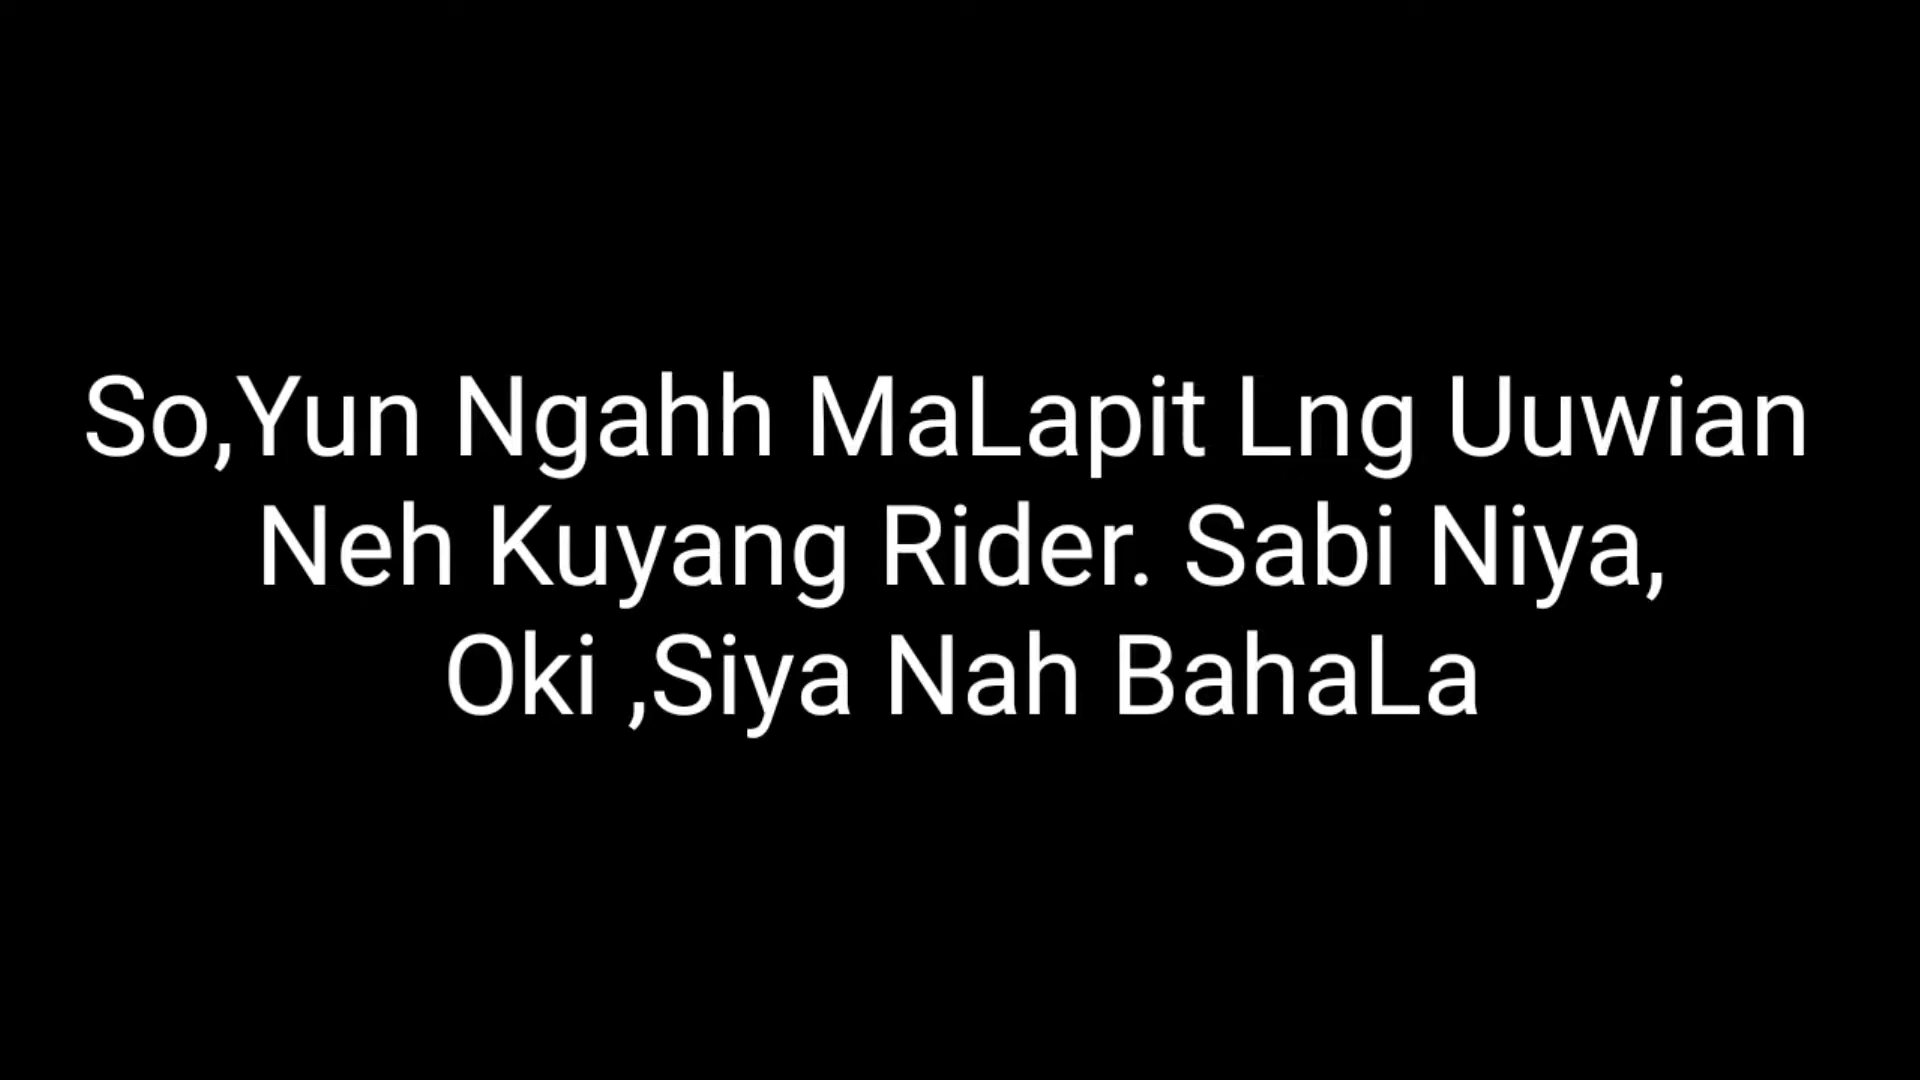 So,Yun Ngahh MaLapit Lng Uuwian
Neh Kuyang Rider. Sabi Niya,
Oki ,Siya Nah BahaLa